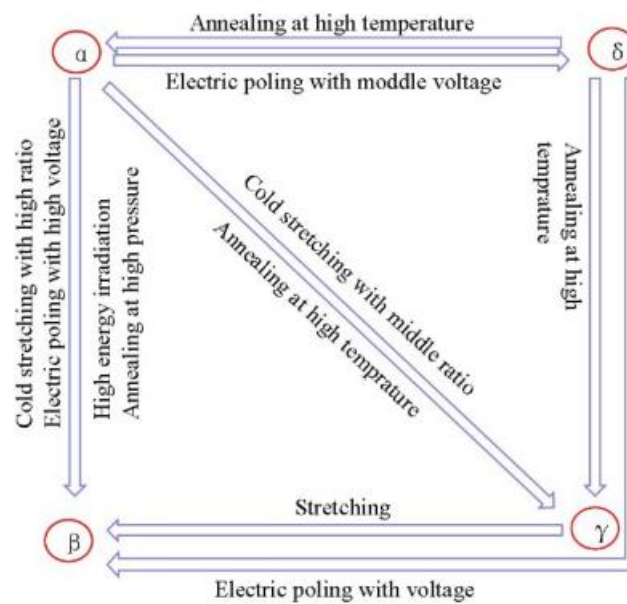 Annealing at high temperature
α
δ
Electric poling with moddle voltage
Cold stretching with high ratio
Electric poling with high voltage
High energy irradiation
Annealing at high pressure
Cold stretching with middle ratio
Annealing at high temprature
Annealing at high
temprature
Stretching
β
γ
Electric poling with voltage